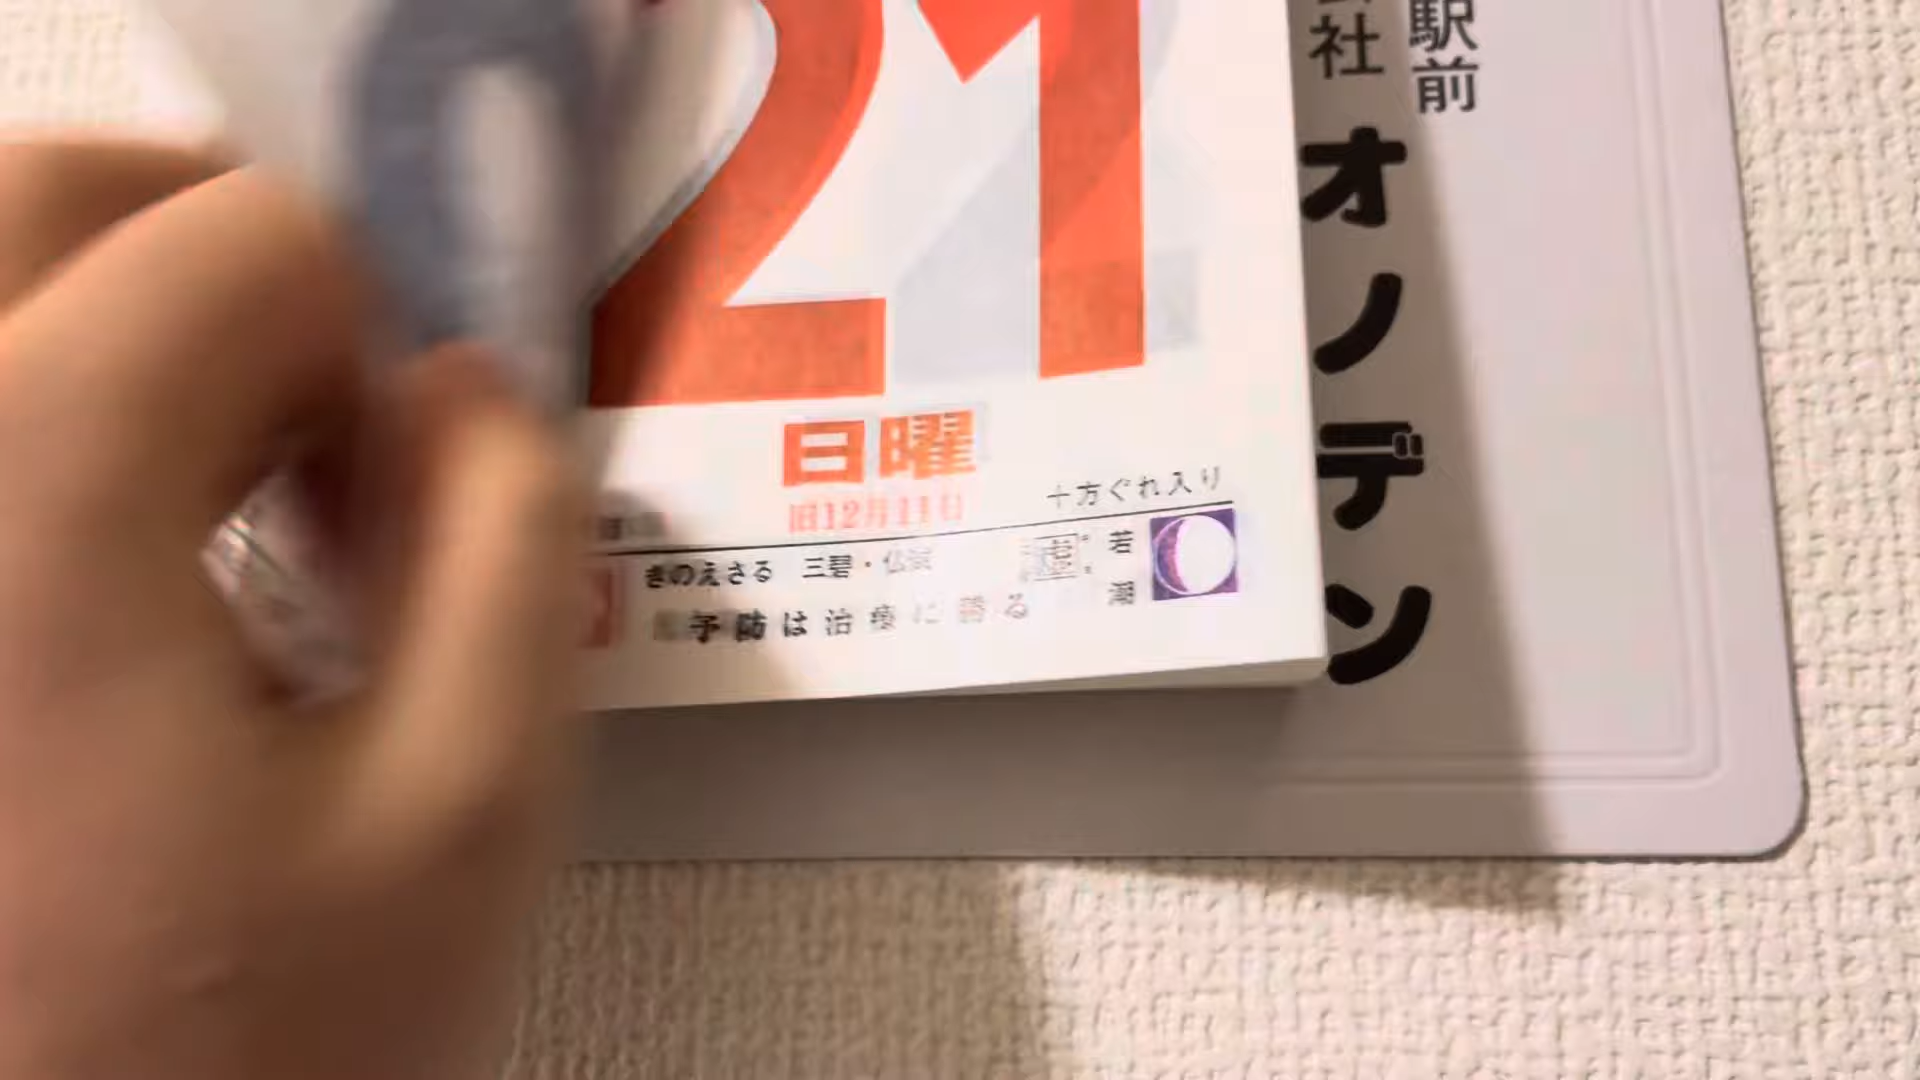 21
日曜
旧12月11日
十方ぐれ入り
きのえさる 三碧・仏滅
虚
若
潮
予防は治療に勝る
駅前
社 オノデン